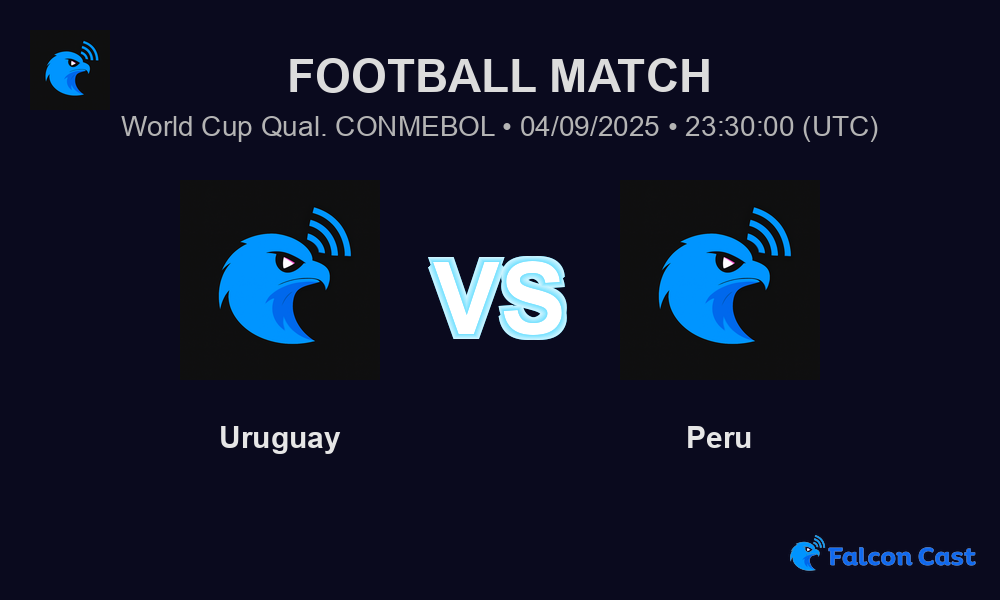 FOOTBALL MATCH
World Cup Qual. CONMEBOL • 04/09/2025 • 23:30:00 (UTC)
VS
Uruguay
Peru
Falcon Cast